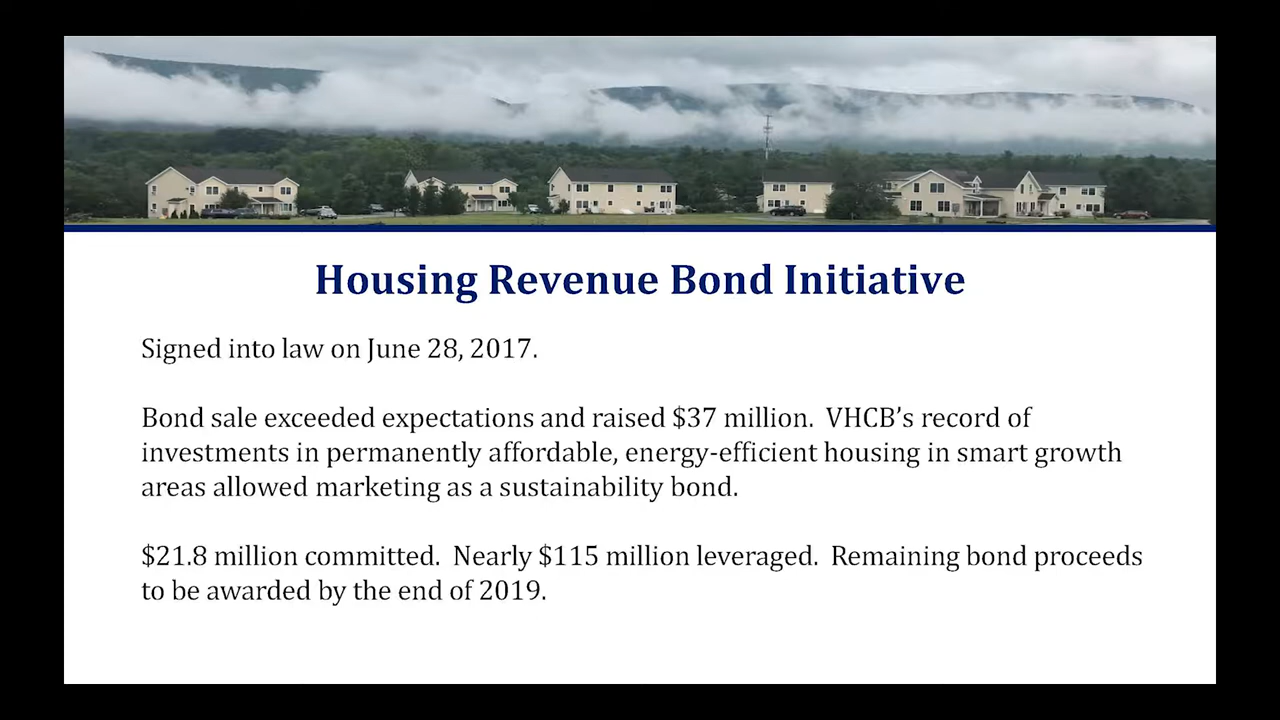 Housing Revenue Bond Initiative
Signed into law on June 28, 2017.
Bond sale exceeded expectations and raised $37 million.  VHCB’s record of
investments in permanently affordable, energy-efficient housing in smart growth
areas allowed marketing as a sustainability bond.
$21.8 million committed.  Nearly $115 million leveraged.  Remaining bond proceeds
to be awarded by the end of 2019.